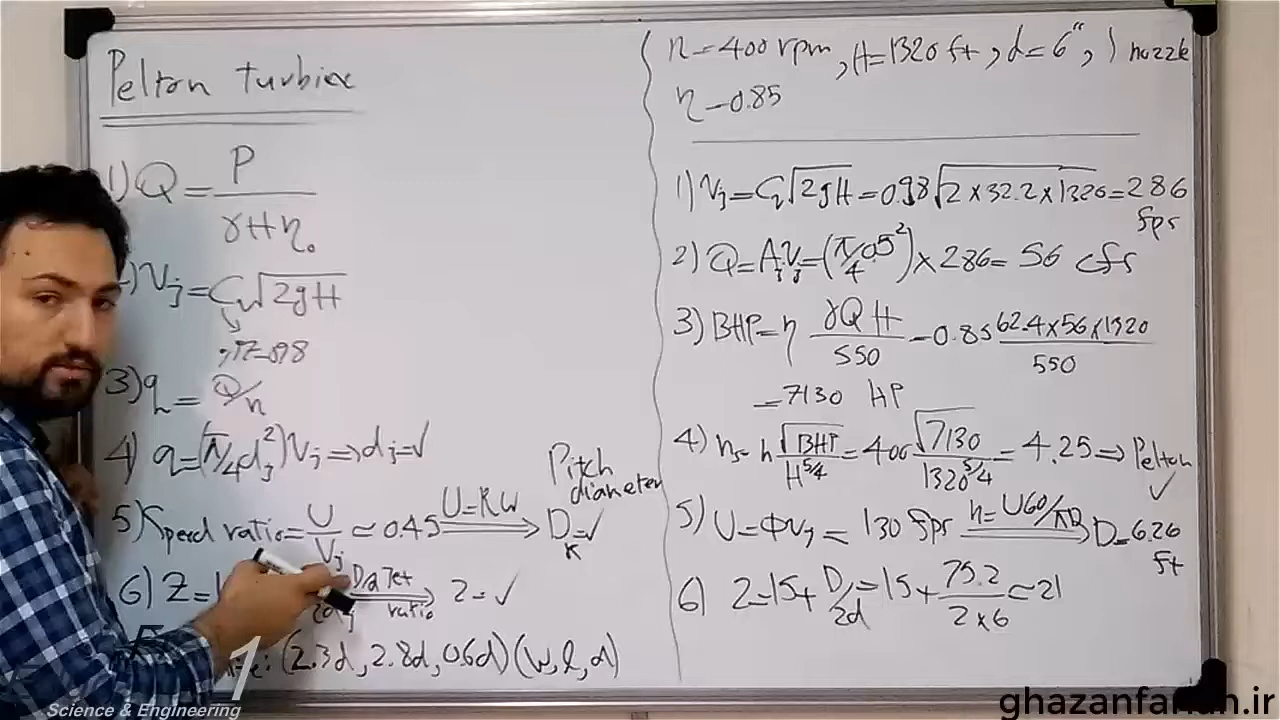 Pelton turbine
1) Q = P / γHη₀
) Vj = Cv√2gH
0.98
3) q = Q/n
4) q = (π/4 dj²) Vj ⇒ dj = √
5) Speed ratio = U/Vj ≃ 0.45 U=RW ⟹ D = √
Pitch diameter
6) Z = 1 Jet ratio ⟹ Z = ✓
: (2.3d, 2.8d, 0.6d) (w, l, d)
n = 400 rpm, H = 1320 ft, d = 6", 1 nozzle
η = 0.85
1) Vj = Cv√2gH = 0.98√2×32.2×1320 = 286 fps
2) Q = AjVj = (π/4 0.5²) × 286 = 56 cfs
3) BHP = η γQH / 550 = 0.85 62.4×56×1320 / 550
= 7130 HP
4) ns = n √BHP / H^5/4 = 400 √7130 / 1320^5/4 = 4.25 ⇒ Pelton ✓
5) U = φVj = 130 fps n=U60/πD ⟹ D = 6.26 ft
6) Z = 15 + D/2d = 15 + 75.2 / 2×6 ≃ 21
1
Science & Engineering
ghazanfarian.ir